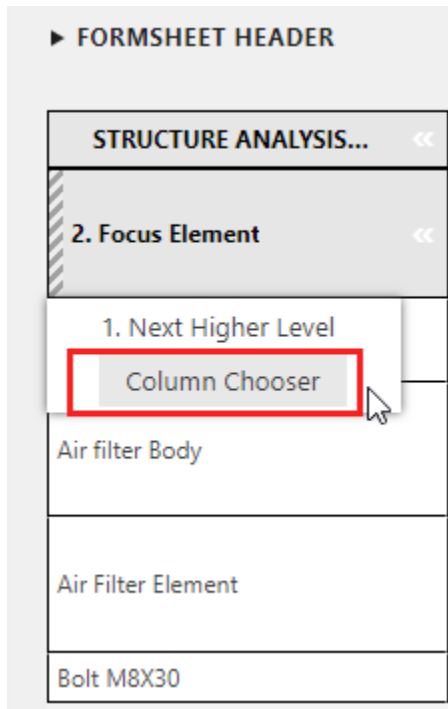 FORMSHEET HEADER
STRUCTURE ANALYSIS...
2. Focus Element
1. Next Higher Level
Column Chooser
Air filter Body
Air Filter Element
Bolt M8X30